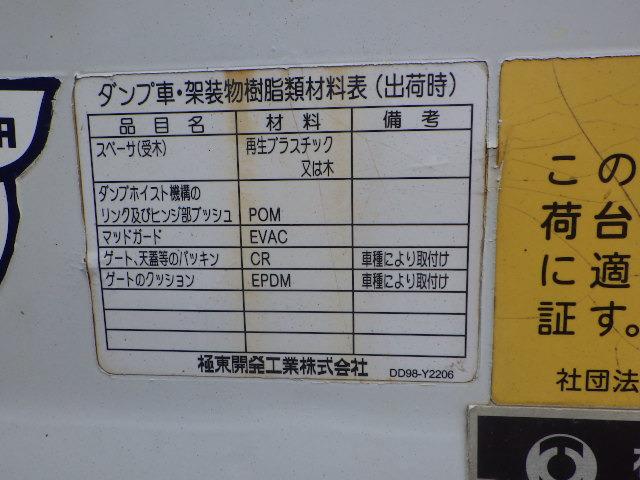 ダンプ車・架装物樹脂類材料表（出荷時）
品目名 材料 備考
スペーサ(受木) 再生プラスチック
又は木
ダンプホイスト機構の
リンク及びヒンジ部ブッシュ POM
マッドガード EVAC
ゲート、天蓋等のパッキン CR 車種により取付け
ゲートのクッション EPDM 車種により取付け
極東開発工業株式会社 DD98-Y2206
この
荷台
に適
証す。
社団法